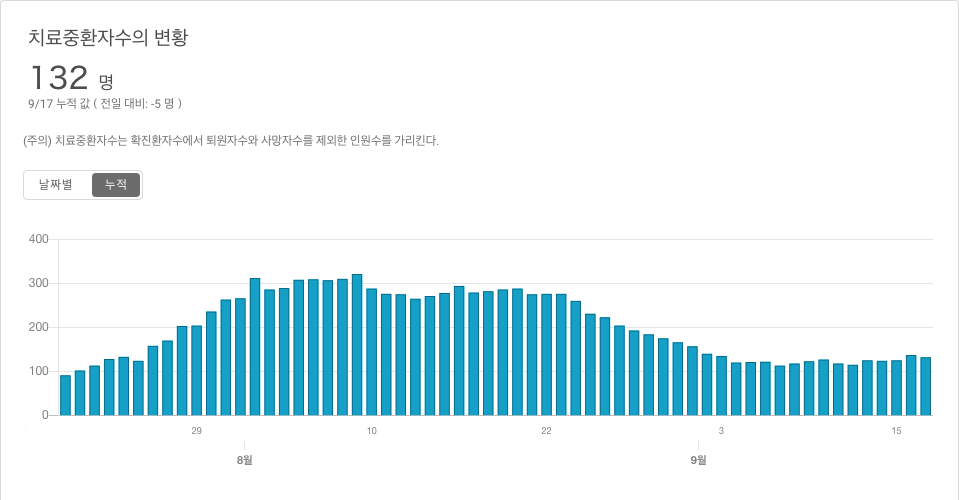 치료중환자수의 변황
132 명
9/17 누적 값 ( 전일 대비: -5 명 )
(주의) 치료중환자수는 확진환자수에서 퇴원자수와 사망자수를 제외한 인원수를 가리킨다.
날짜별 누적
400
300
200
100
0
29 10 22 3 15
8월 9월